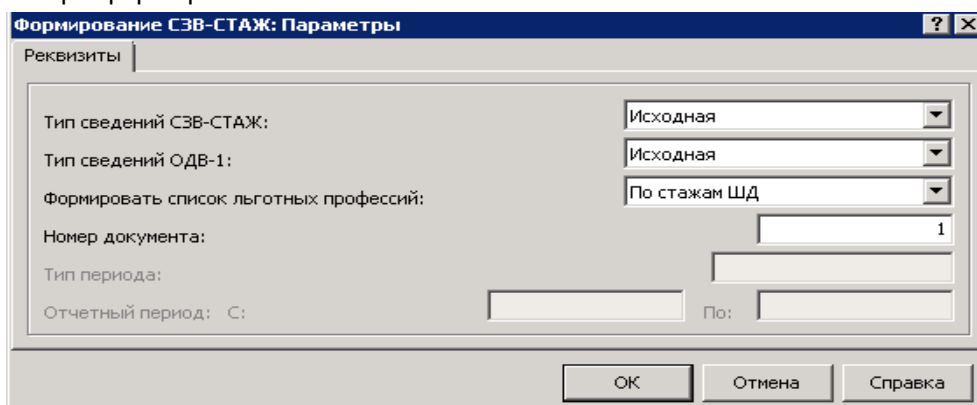 Формирование СЗВ-СТАЖ: Параметры
Реквизиты
Тип сведений СЗВ-СТАЖ: Исходная
Тип сведений ОДВ-1: Исходная
Формировать список льготных профессий: По стажам ШД
Номер документа: 1
Тип периода:
Отчетный период: С: По:
ОК Отмена Справка